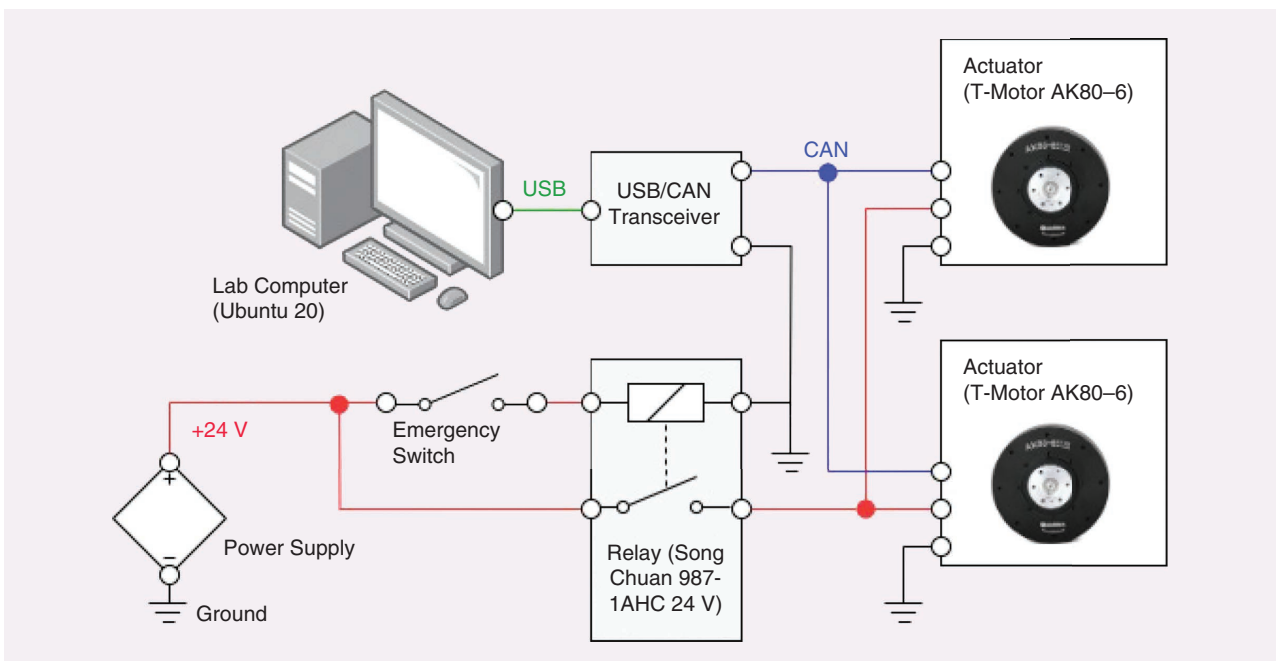 Actuator
(T-Motor AK80–6)
CAN
USB
USB/CAN
Transceiver
Lab Computer
(Ubuntu 20)
Actuator
(T-Motor AK80–6)
+24 V
Emergency
Switch
+
–
Power Supply
Ground
Relay (Song
Chuan 987-
1AHC 24 V)